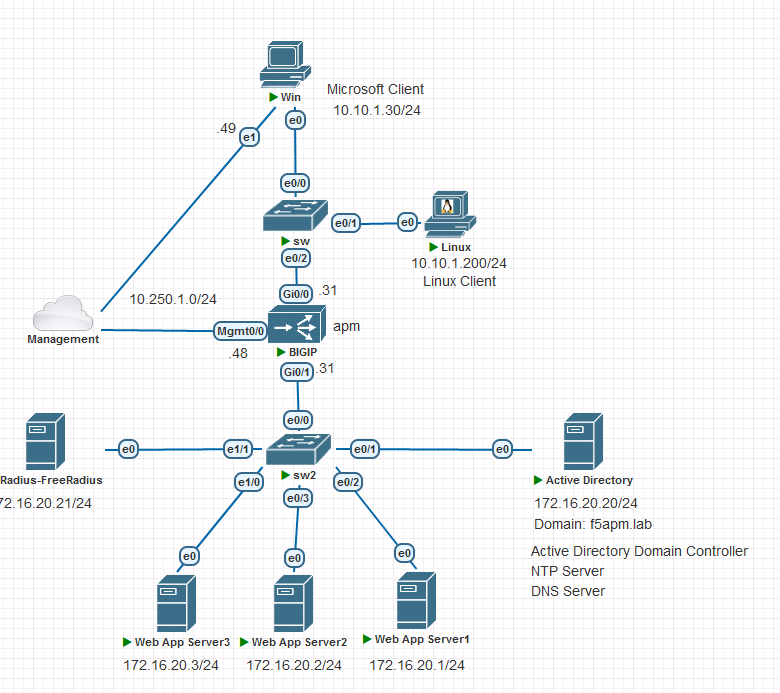 Microsoft Client
Win
10.10.1.30/24
.49
e1
e0
e0/0
e0/1
e0
sw
Linux
e0/2
10.10.1.200/24
Linux Client
Gi0/0
.31
10.250.1.0/24
apm
Mgmt0/0
Management
.48
BIGIP
Gi0/1
.31
e0/0
e0
e1/1
e0/1
e0
sw2
Radius-FreeRadius
e1/0
e0/3
e0/2
Active Directory
72.16.20.21/24
172.16.20.20/24
Domain: f5apm.lab
Active Directory Domain Controller
NTP Server
DNS Server
e0
e0
e0
Web App Server3
Web App Server2
Web App Server1
172.16.20.3/24
172.16.20.2/24
172.16.20.1/24